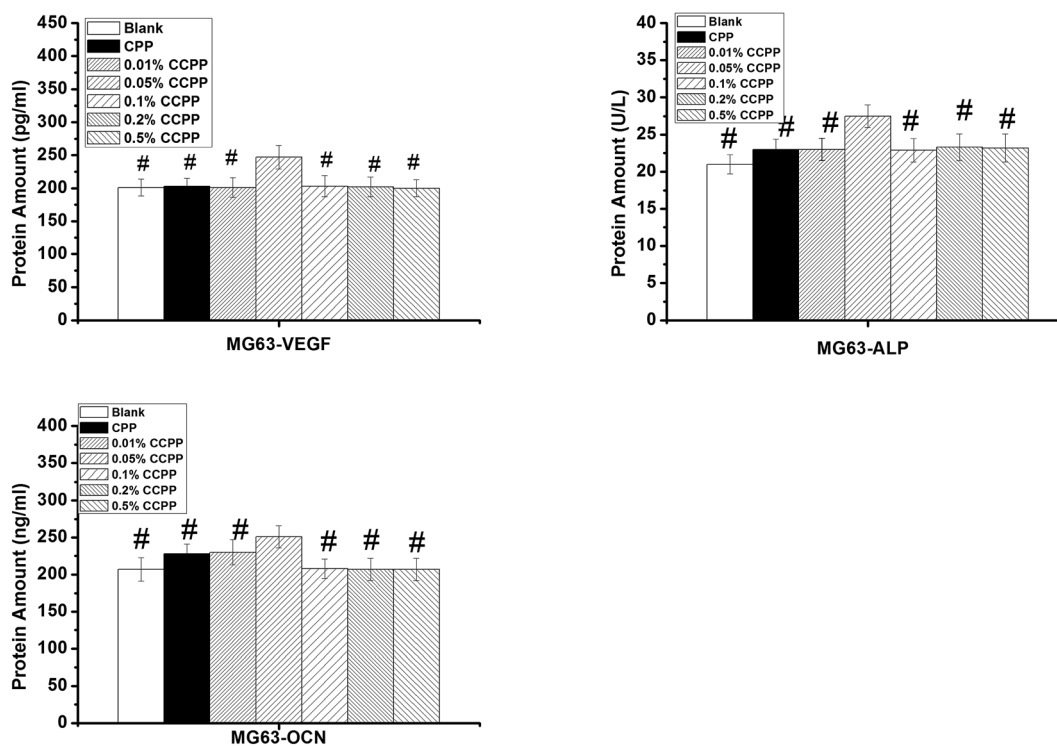 450
400
350
300
250
200
150
100
50
0
Protein Amount (pg/ml)
Blank
CPP
0.01% CCPP
0.05% CCPP
0.1% CCPP
0.2% CCPP
0.5% CCPP
# # # # # #
MG63-VEGF
40
35
30
25
20
15
10
5
0
Protein Amount (U/L)
Blank
CPP
0.01% CCPP
0.05% CCPP
0.1% CCPP
0.2% CCPP
0.5% CCPP
# # # # # #
MG63-ALP
400
350
300
250
200
150
100
50
0
Protein Amount (ng/ml)
Blank
CPP
0.01% CCPP
0.05% CCPP
0.1% CCPP
0.2% CCPP
0.5% CCPP
# # # # # #
MG63-OCN